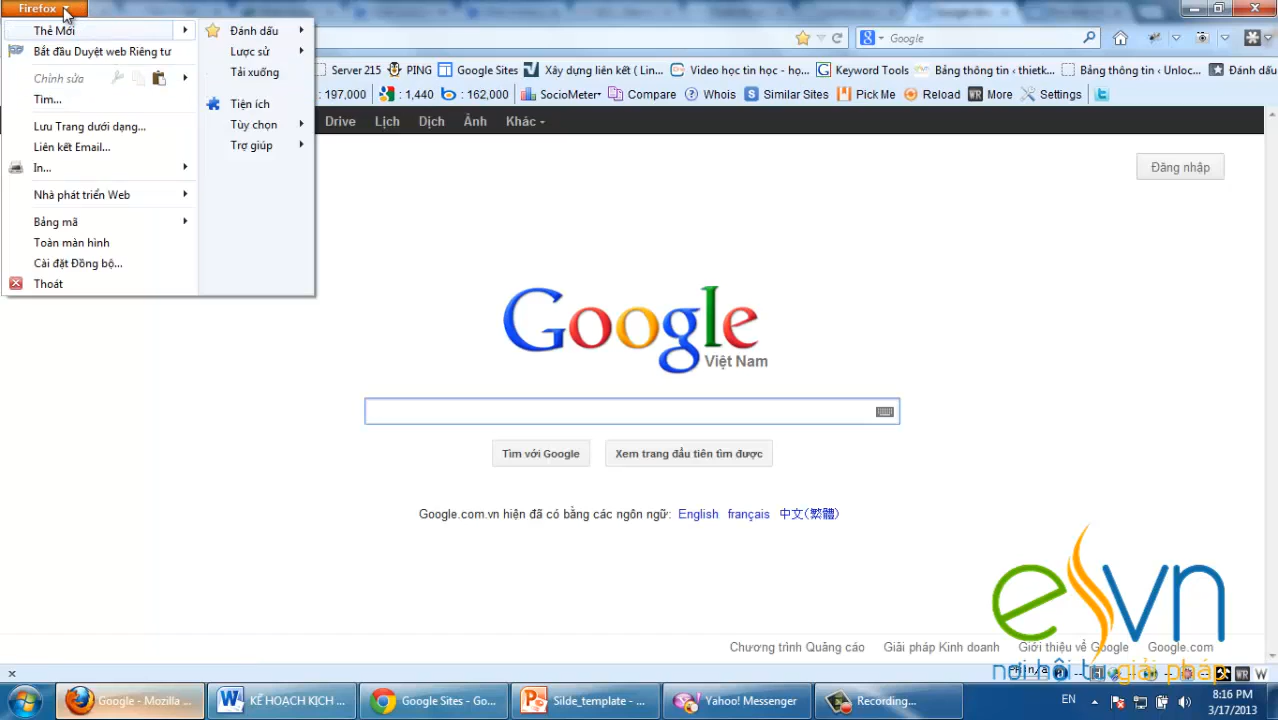 Firefox
Thẻ Mới
Bắt đầu Duyệt web Riêng tư
Chỉnh sửa
Tìm...
Lưu Trang dưới dạng...
Liên kết Email...
In...
Nhà phát triển Web
Bảng mã
Toàn màn hình
Cài đặt Đồng bộ...
Thoát
Đánh dấu
Lược sử
Tải xuống
Tiện ích
Tùy chọn
Trợ giúp
Google
Server 215 PING Google Sites Xây dựng liên kết ( Lin... Video học tin học - họ... Keyword Tools Bảng thông tin ‹ thietk... Bảng thông tin ‹ Unloc... Đánh dấu
: 197,000 : 1,440 : 162,000 SocioMeter Compare Whois Similar Sites Pick Me Reload More Settings
Drive Lịch Dịch Ảnh Khác
Đăng nhập
Google
Việt Nam
Tìm với Google Xem trang đầu tiên tìm được
Google.com.vn hiện đã có bằng các ngôn ngữ: English français 中文(繁體)
esvn
Chương trình Quảng cáo Giải pháp Kinh doanh Giới thiệu về Google Google.com
nơi hội tụ giải pháp
Google - Mozilla ... KẾ HOẠCH KỊCH ... Google Sites - Go... Silde_template - ... Yahoo! Messenger Recording...
EN
8:16 PM
3/17/2013